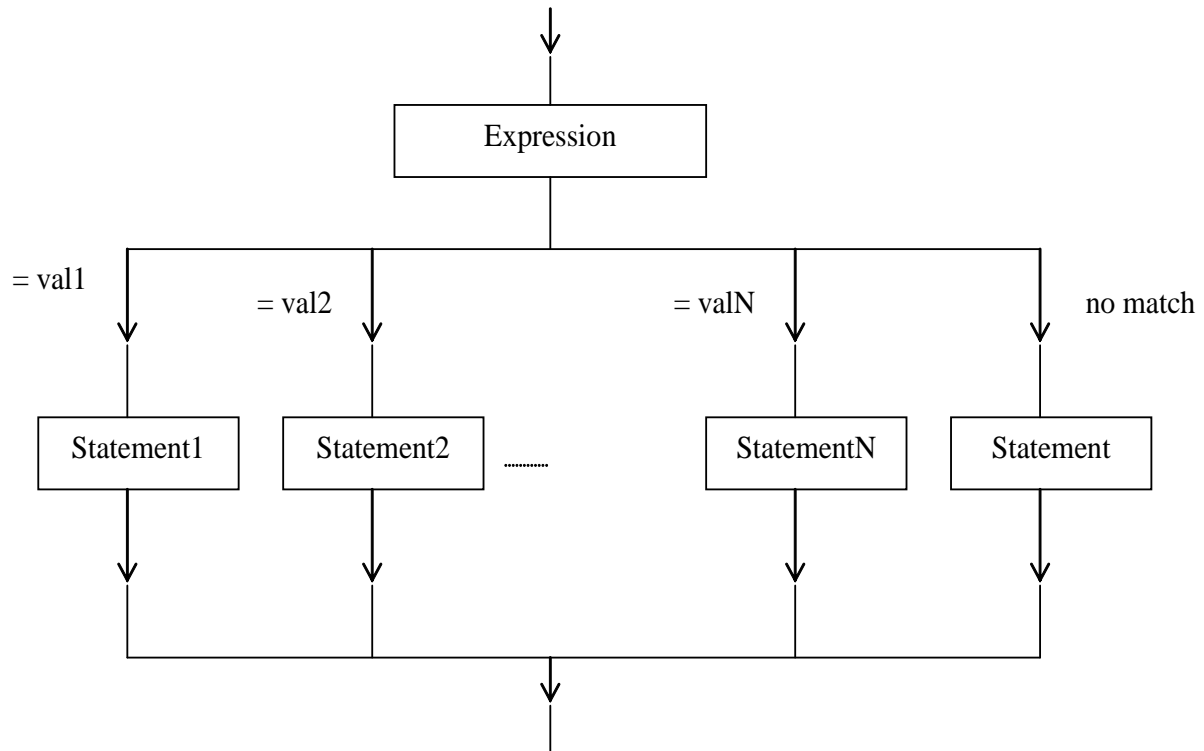 Expression
= val1
= val2
= valN
no match
Statement1
Statement2
............
StatementN
Statement